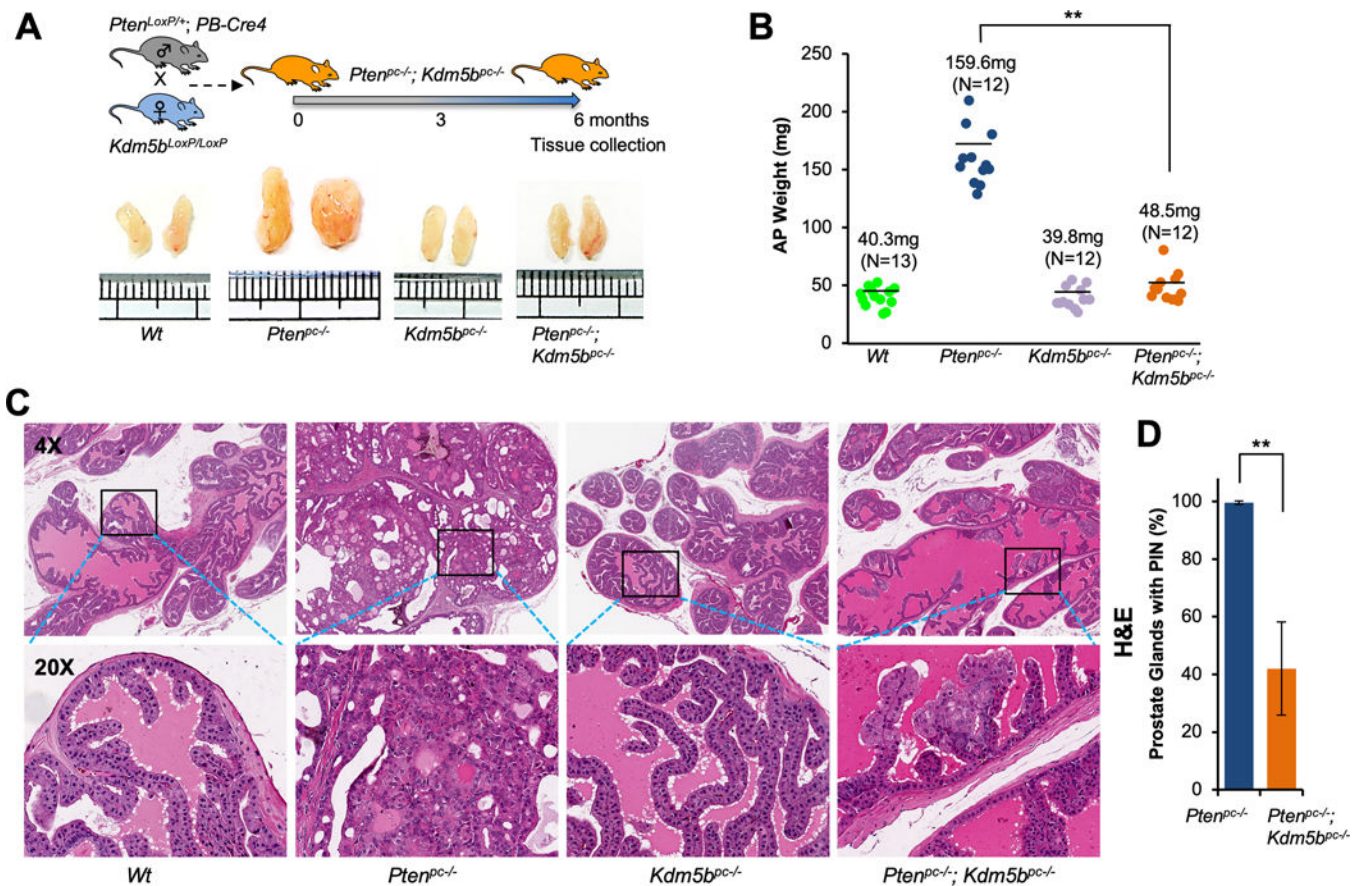 A
Pten^LoxP/+; PB-Cre4
♂
X
♀
Kdm5b^LoxP/LoxP
Pten^pc-/-; Kdm5b^pc-/-
0 3 6 months
Tissue collection
Wt Pten^pc-/- Kdm5b^pc-/- Pten^pc-/-;
Kdm5b^pc-/-
B
**
AP Weight (mg)
250
200
150
100
50
0
40.3mg
(N=13)
159.6mg
(N=12)
39.8mg
(N=12)
48.5mg
(N=12)
Wt Pten^pc-/- Kdm5b^pc-/- Pten^pc-/-;
Kdm5b^pc-/-
C
4X
20X
H&E
Wt Pten^pc-/- Kdm5b^pc-/- Pten^pc-/-; Kdm5b^pc-/-
D
**
Prostate Glands with PIN (%)
100
80
60
40
20
0
Pten^pc-/- Pten^pc-/-;
Kdm5b^pc-/-